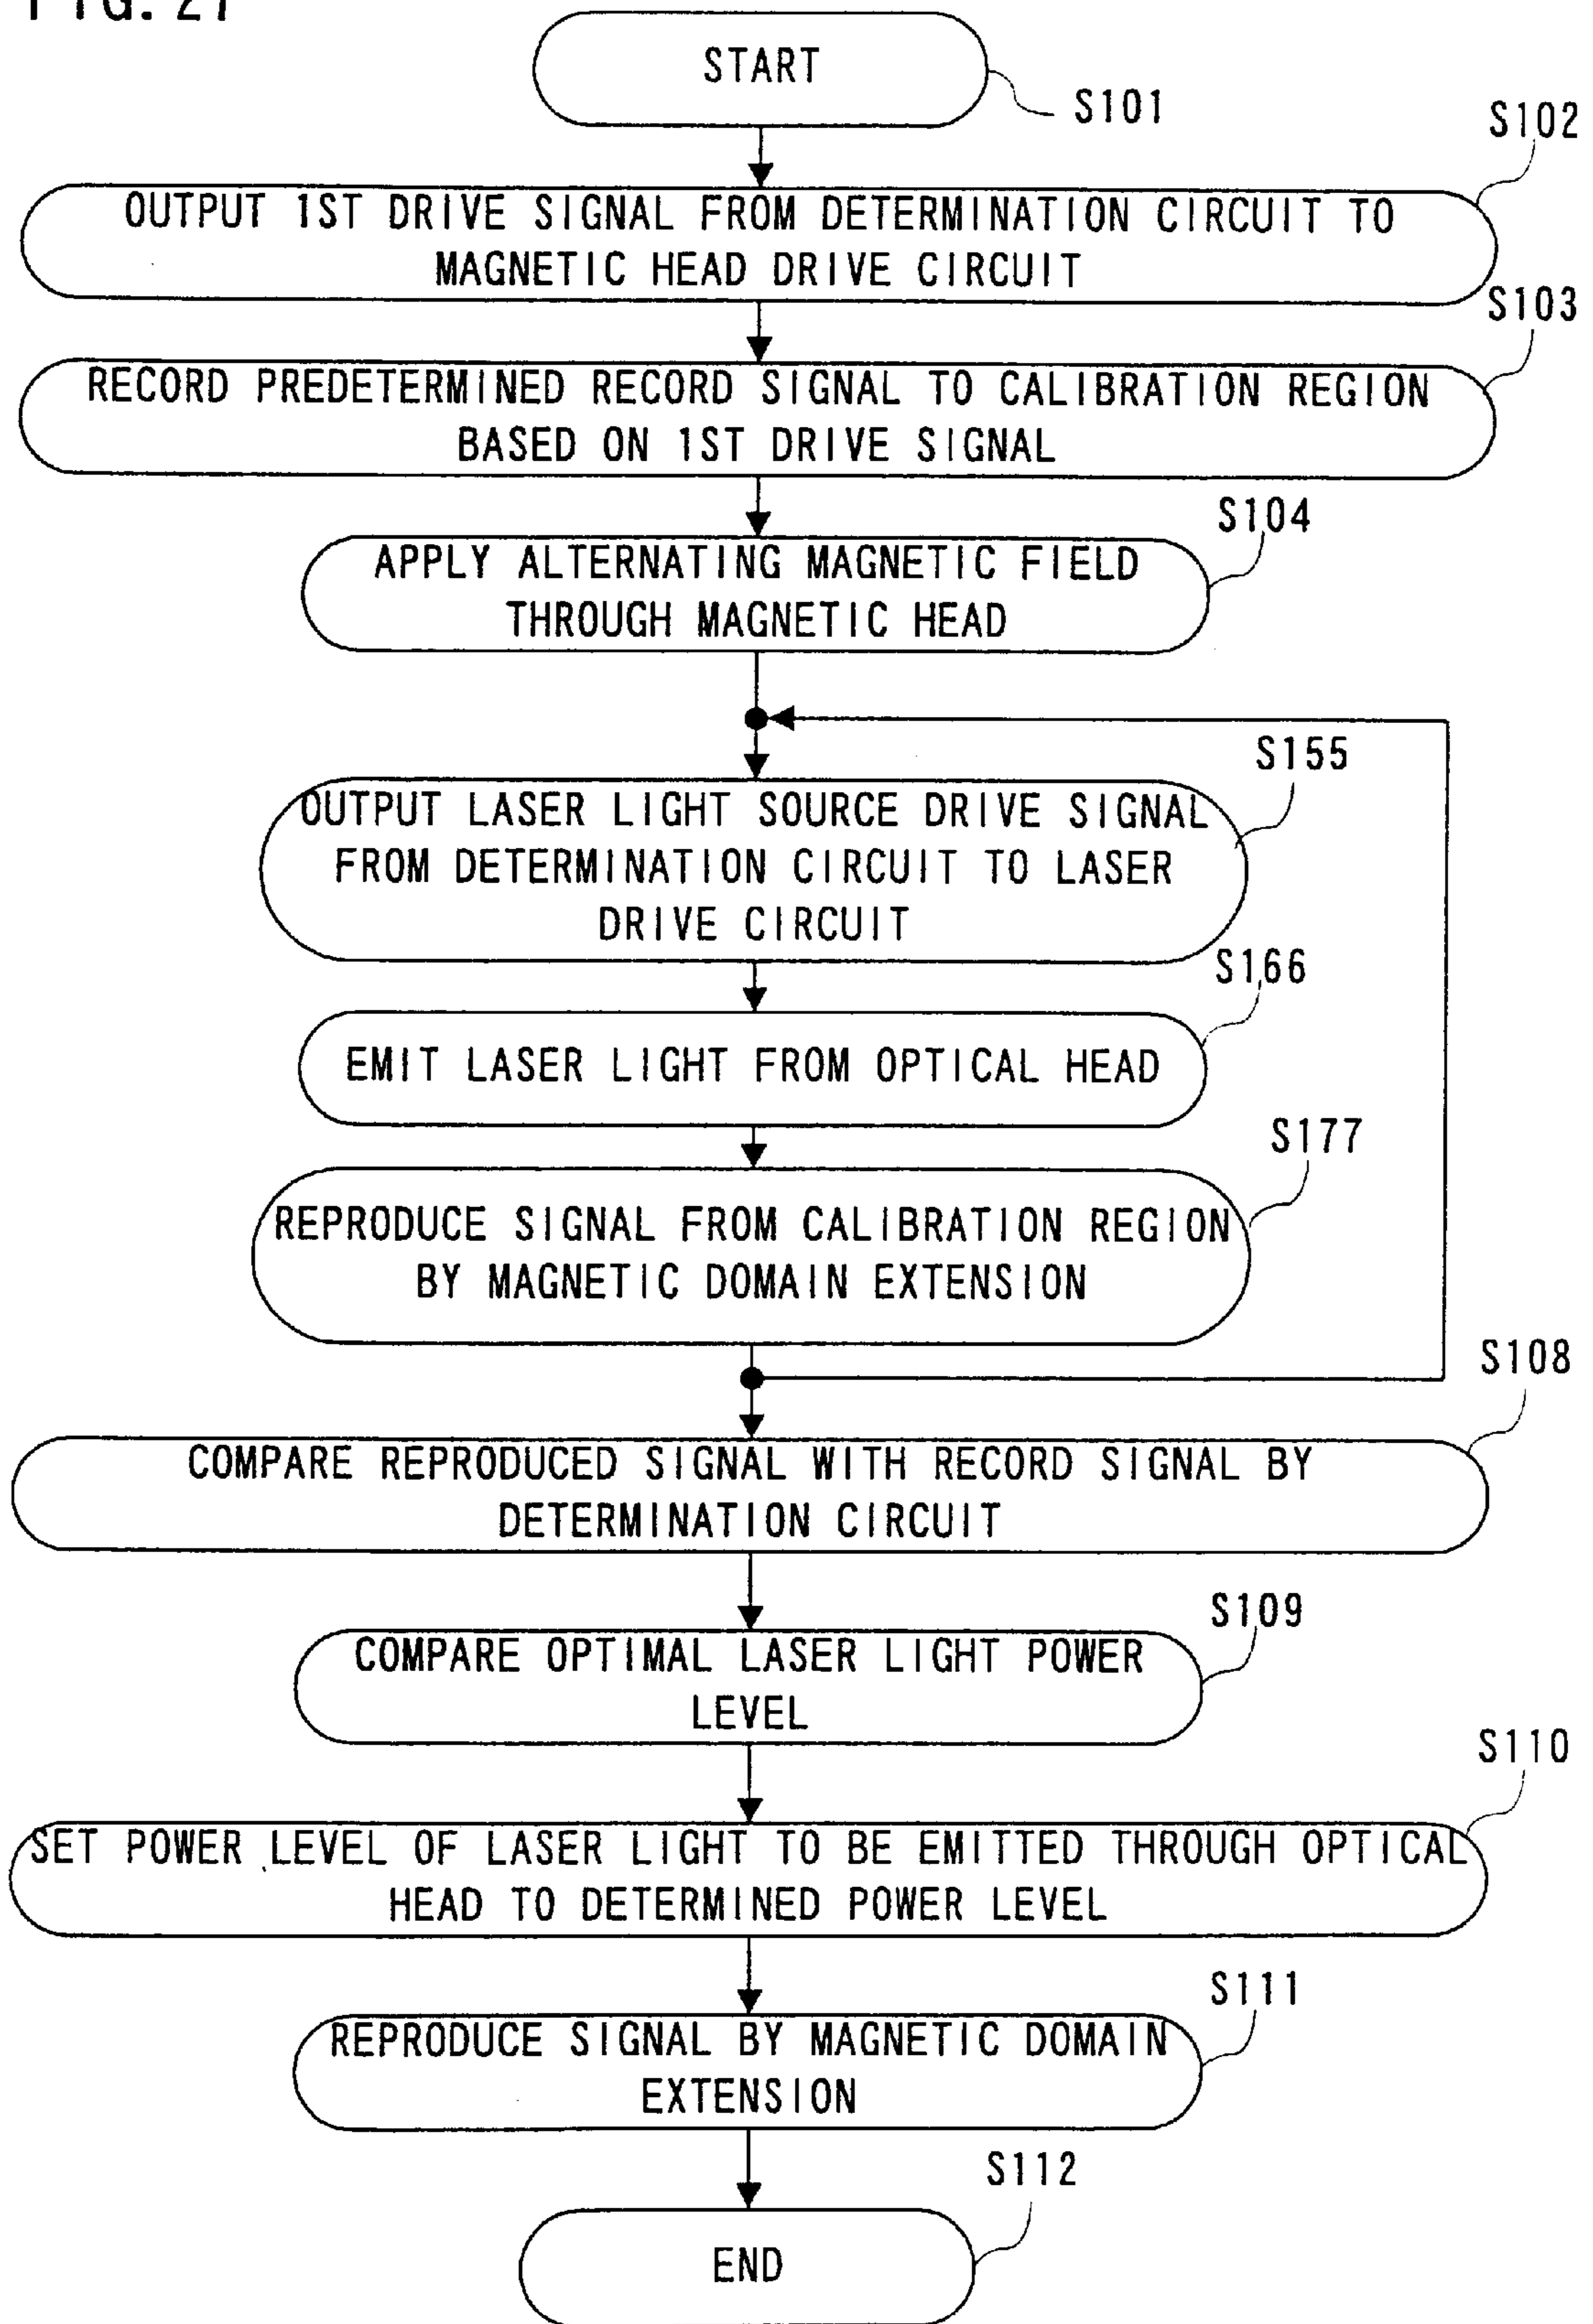 FIG. 27
START
S101
S102
OUTPUT 1ST DRIVE SIGNAL FROM DETERMINATION CIRCUIT TO
MAGNETIC HEAD DRIVE CIRCUIT
S103
RECORD PREDETERMINED RECORD SIGNAL TO CALIBRATION REGION
BASED ON 1ST DRIVE SIGNAL
S104
APPLY ALTERNATING MAGNETIC FIELD
THROUGH MAGNETIC HEAD
S155
OUTPUT LASER LIGHT SOURCE DRIVE SIGNAL
FROM DETERMINATION CIRCUIT TO LASER
DRIVE CIRCUIT
S166
EMIT LASER LIGHT FROM OPTICAL HEAD
S177
REPRODUCE SIGNAL FROM CALIBRATION REGION
BY MAGNETIC DOMAIN EXTENSION
S108
COMPARE REPRODUCED SIGNAL WITH RECORD SIGNAL BY
DETERMINATION CIRCUIT
S109
COMPARE OPTIMAL LASER LIGHT POWER
LEVEL
S110
SET POWER LEVEL OF LASER LIGHT TO BE EMITTED THROUGH OPTICAL
HEAD TO DETERMINED POWER LEVEL
S111
REPRODUCE SIGNAL BY MAGNETIC DOMAIN
EXTENSION
S112
END